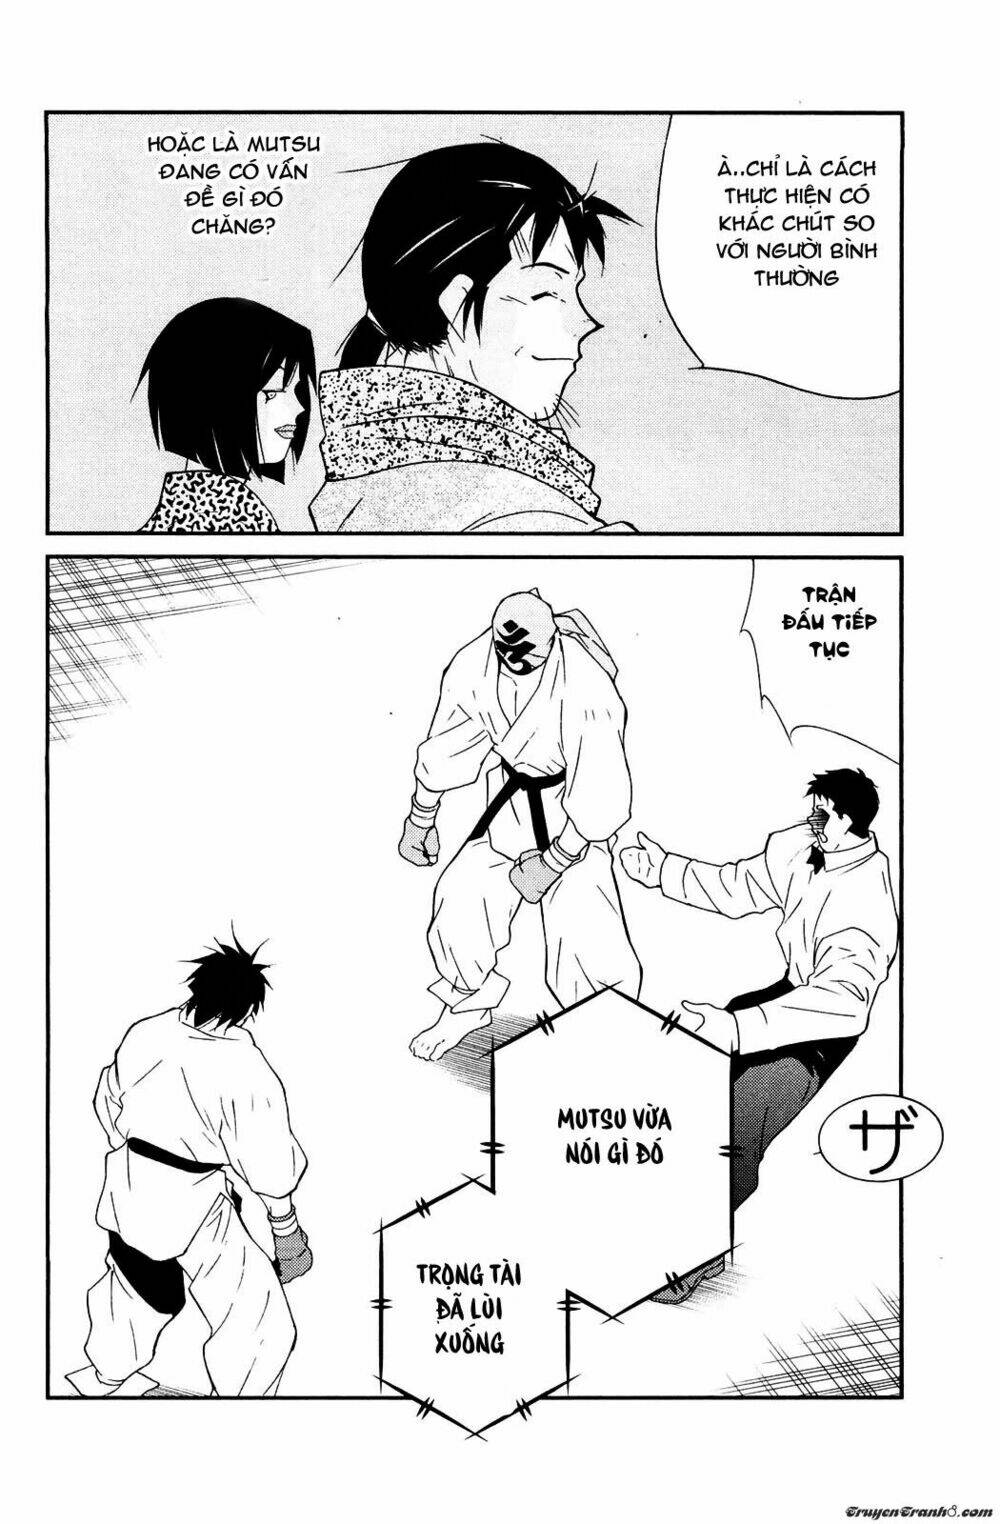 HOẶC LÀ MUTSU
ĐANG CÓ VẤN
ĐỀ GÌ ĐÓ
CHĂNG?
À..CHỈ LÀ CÁCH
THỰC HIỆN CÓ
KHÁC CHÚT SO
VỚI NGƯỜI BÌNH
THƯỜNG
TRẬN
ĐẤU TIẾP
TỤC
MUTSU VỪA
NÓI GÌ ĐÓ
ザ
TRỌNG TÀI
ĐÃ LÙI
XUỐNG
TruyenTranh8.com